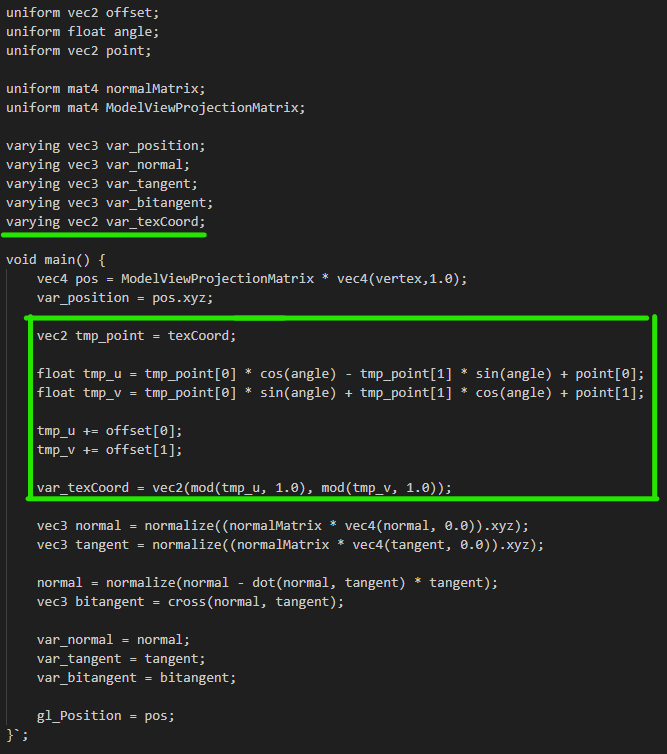 uniform vec2 offset;
uniform float angle;
uniform vec2 point;
uniform mat4 normalMatrix;
uniform mat4 ModelViewProjectionMatrix;
varying vec3 var_position;
varying vec3 var_normal;
varying vec3 var_tangent;
varying vec3 var_bitangent;
varying vec2 var_texCoord;
void main() {
vec4 pos = ModelViewProjectionMatrix * vec4(vertex,1.0);
var_position = pos.xyz;
vec2 tmp_point = texCoord;
float tmp_u = tmp_point[0] * cos(angle) - tmp_point[1] * sin(angle) + point[0];
float tmp_v = tmp_point[0] * sin(angle) + tmp_point[1] * cos(angle) + point[1];
tmp_u += offset[0];
tmp_v += offset[1];
var_texCoord = vec2(mod(tmp_u, 1.0), mod(tmp_v, 1.0));
vec3 normal = normalize((normalMatrix * vec4(normal, 0.0)).xyz);
vec3 tangent = normalize((normalMatrix * vec4(tangent, 0.0)).xyz);
normal = normalize(normal - dot(normal, tangent) * tangent);
vec3 bitangent = cross(normal, tangent);
var_normal = normal;
var_tangent = tangent;
var_bitangent = bitangent;
gl_Position = pos;
}`;